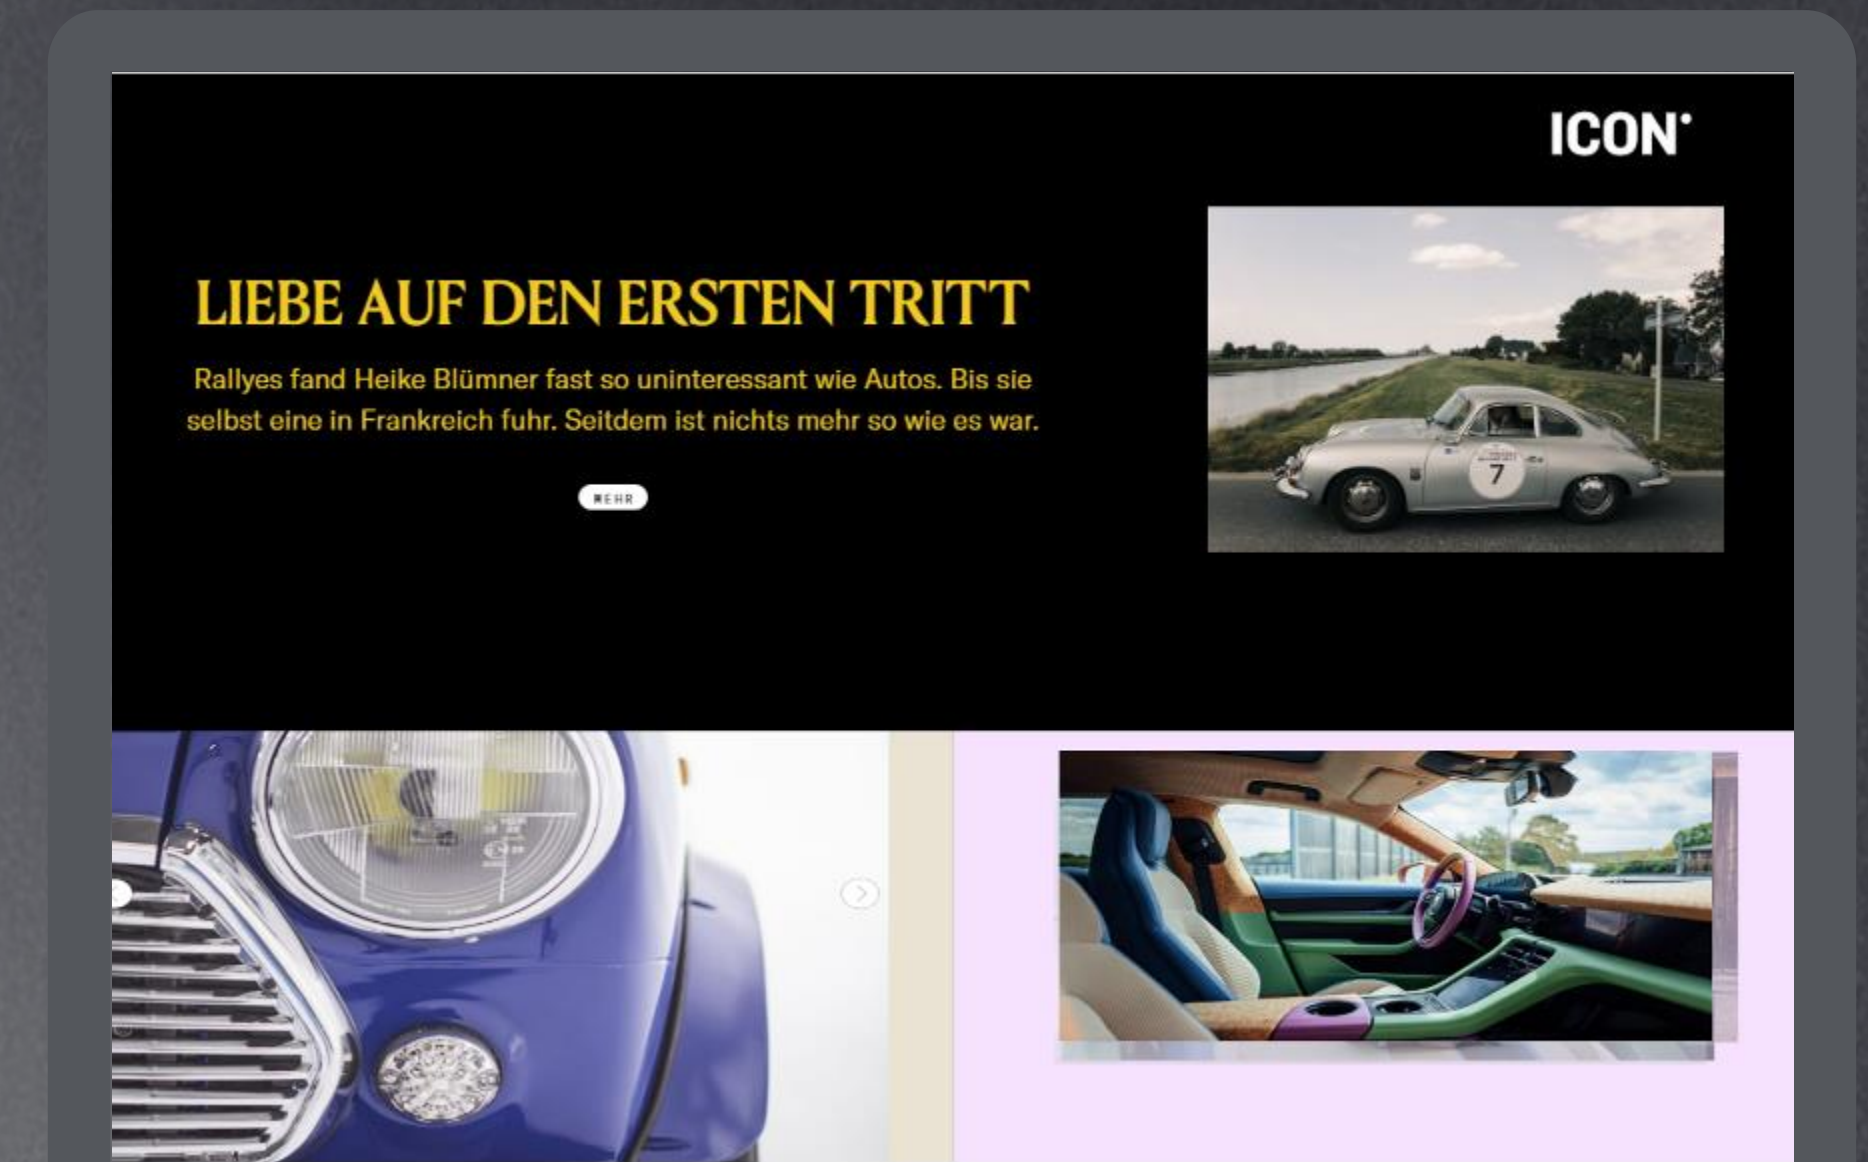 ICON
LIEBE AUF DEN ERSTEN TRITT
Rallyes fand Heike Blümner fast so uninteressant wie Autos. Bis sie
selbst eine in Frankreich fuhr. Seitdem ist nichts mehr so wie es war.
MEHR
7